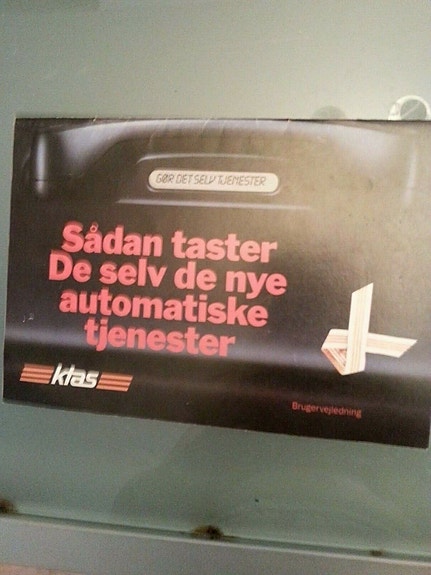 GØR DET SELV TJENESTER
Sådan taster
De selv de nye
automatiske
tjenester
ktas
Brugervejledning